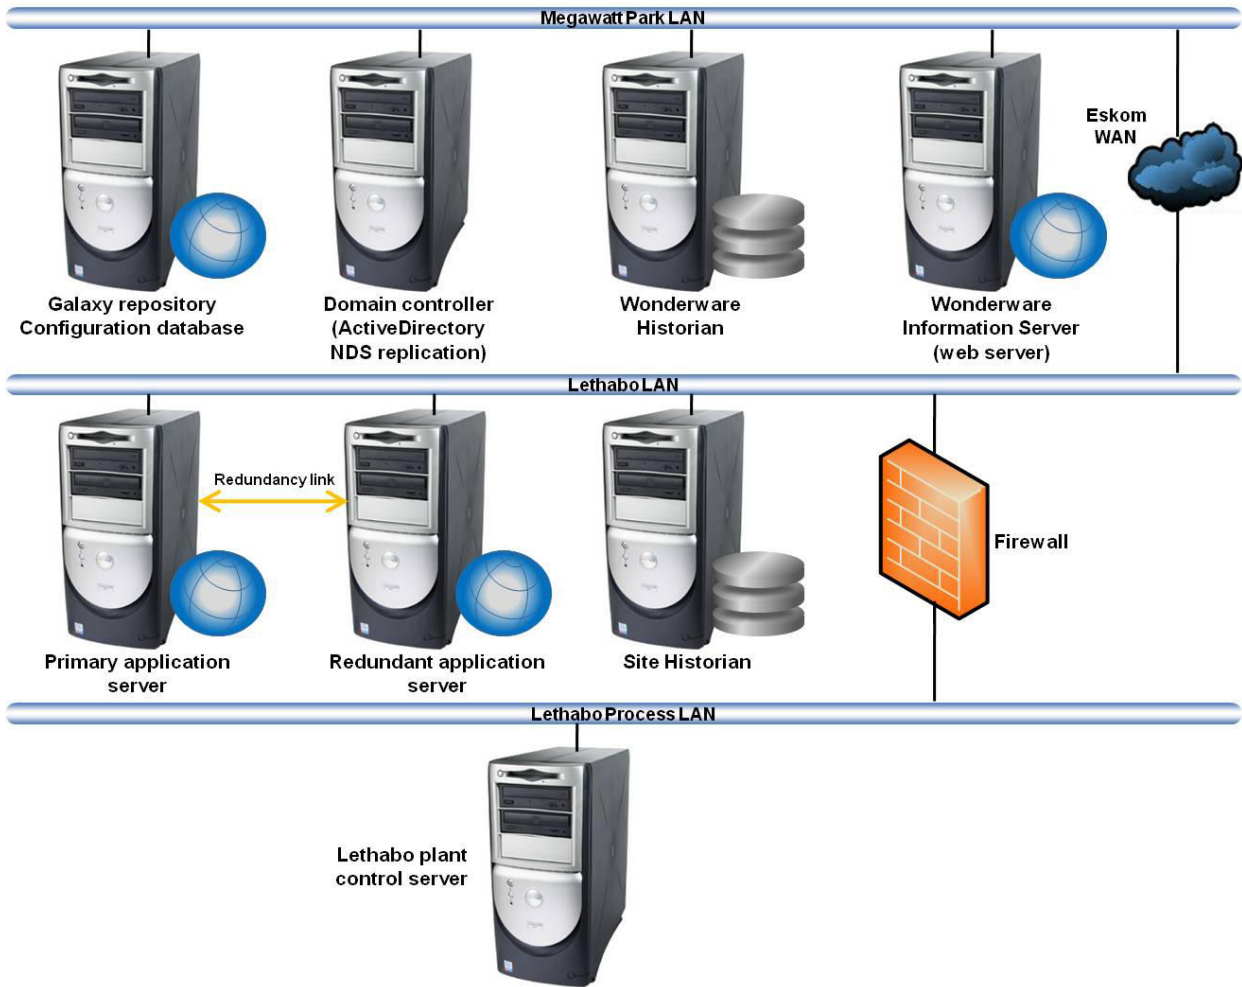 Megawatt Park LAN
Eskom
WAN
Galaxy repository
Configuration database
Domain controller
(ActiveDirectory
NDS replication)
Wonderware
Historian
Wonderware
Information Server
(web server)
Lethabo LAN
Redundancy link
Firewall
Primary application
server
Redundant application
server
Site Historian
Lethabo Process LAN
Lethabo plant
control server